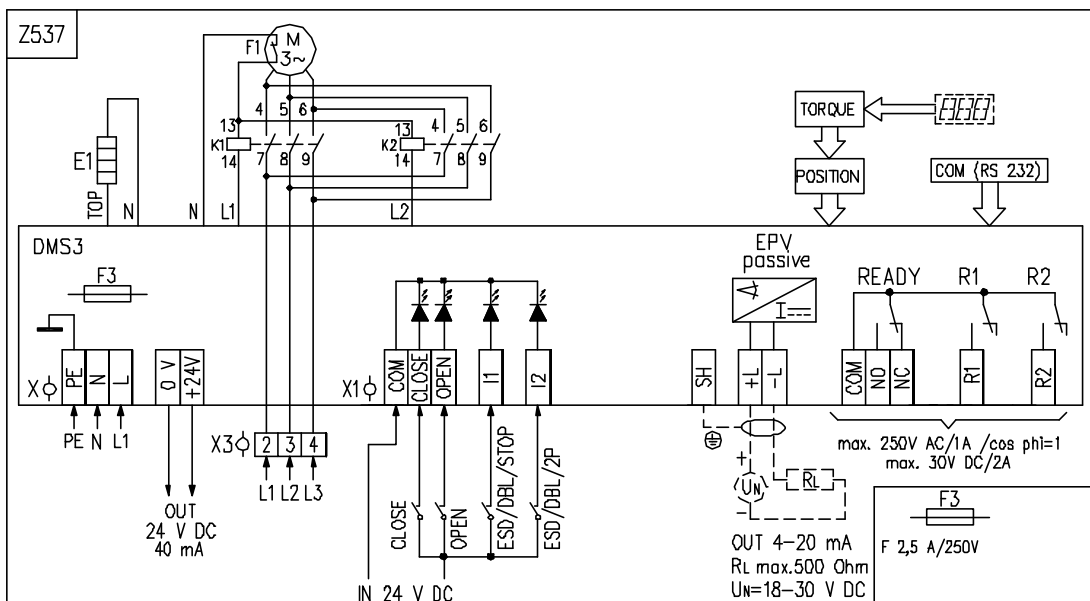 Z537
F1
M
3~
4 5 6
13
K1
14
7 8 9
4 5 6
13
K2
14
7 8 9
E1
TOP
N
N
L1
L2
TORQUE
POSITION
COM (RS 232)
DMS3
F3
EPV
passive
I
READY
R1
R2
X
PE
N
L
0 V
+24V
X1
COM
CLOSE
OPEN
I1
I2
SH
+L
-L
COM
NO
NC
R1
R2
PE N L1
X3
2 3 4
L1 L2 L3
OUT
24 V DC
40 mA
CLOSE
OPEN
ESD/DBL/STOP
ESD/DBL/2P
IN 24 V DC
+
UN
-
RL
OUT 4-20 mA
RL max.500 Ohm
UN=18-30 V DC
max. 250V AC/1A /cos phi=1
max. 30V DC/2A
F3
F 2,5 A/250V